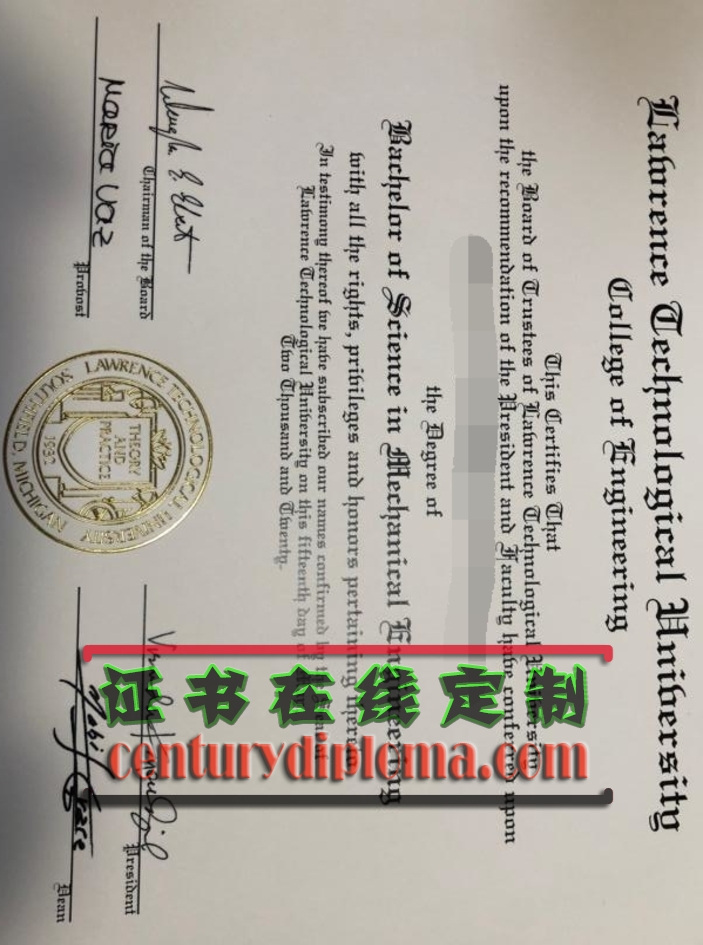 Lawrence Technological University
College of Engineering
This Certifies That
the Board of Trustees of Lawrence Technological University
upon the recommendation of the President and Faculty have conferred upon
the Degree of
Bachelor of Science in Mechanical Engineering
with all the rights, privileges and honors pertaining thereto
In testimony thereof we have subscribed our names confirmed by
Lawrence Technological University on this fifteenth day of
Two Thousand and Twenty.
Chairman of the Board
President
Maria Vaz
Provost
Dean
LAWRENCE TECHNOLOGICAL UNIVERSITY
SOUTHFIELD, MICHIGAN
THEORY
AND
PRACTICE
1932
证书在线定制
centurydiploma.com